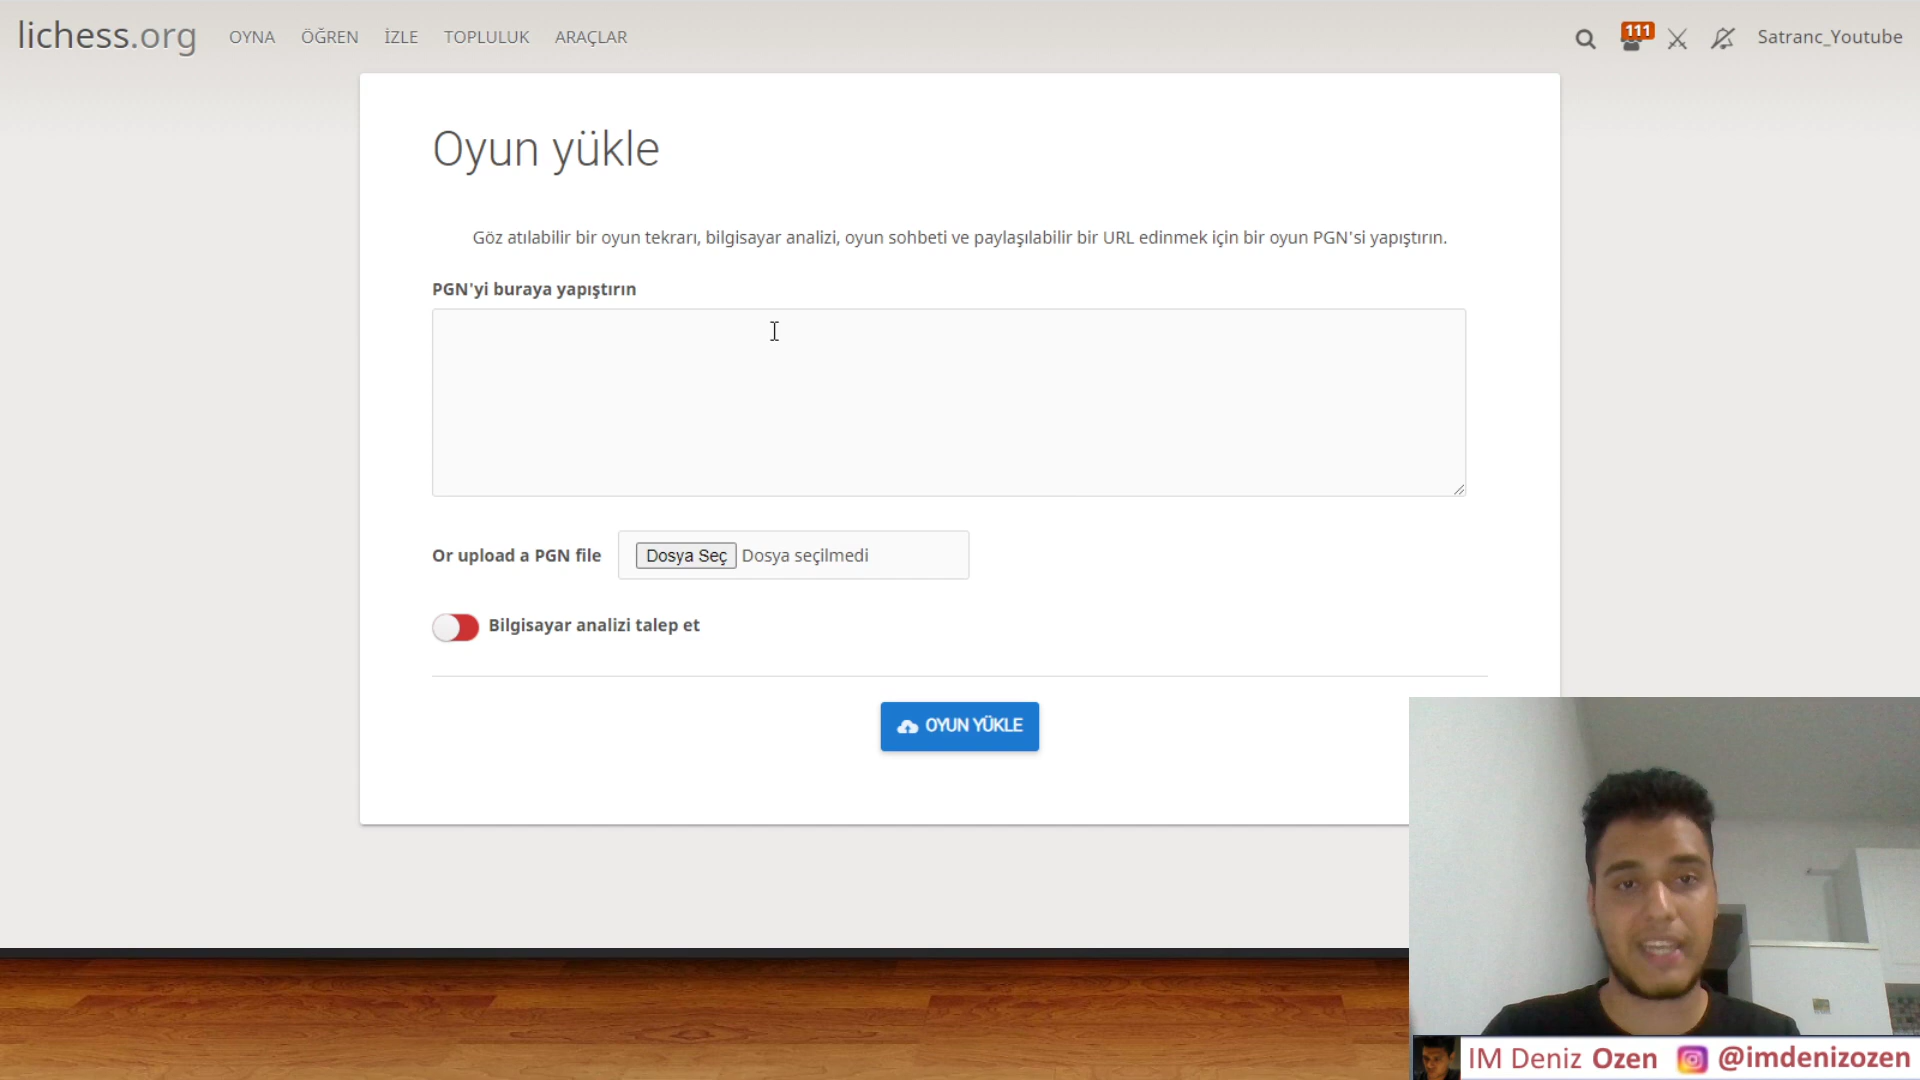 lichess.org OYNA ÖĞREN İZLE TOPLULUK ARAÇLAR 111 Satranc_Youtube
Oyun yükle
Göz atılabilir bir oyun tekrarı, bilgisayar analizi, oyun sohbeti ve paylaşılabilir bir URL edinmek için bir oyun PGN'si yapıştırın.
PGN'yi buraya yapıştırın
Or upload a PGN file Dosya Seç Dosya seçilmedi
Bilgisayar analizi talep et
OYUN YÜKLE
IM Deniz Ozen @imdenizozen